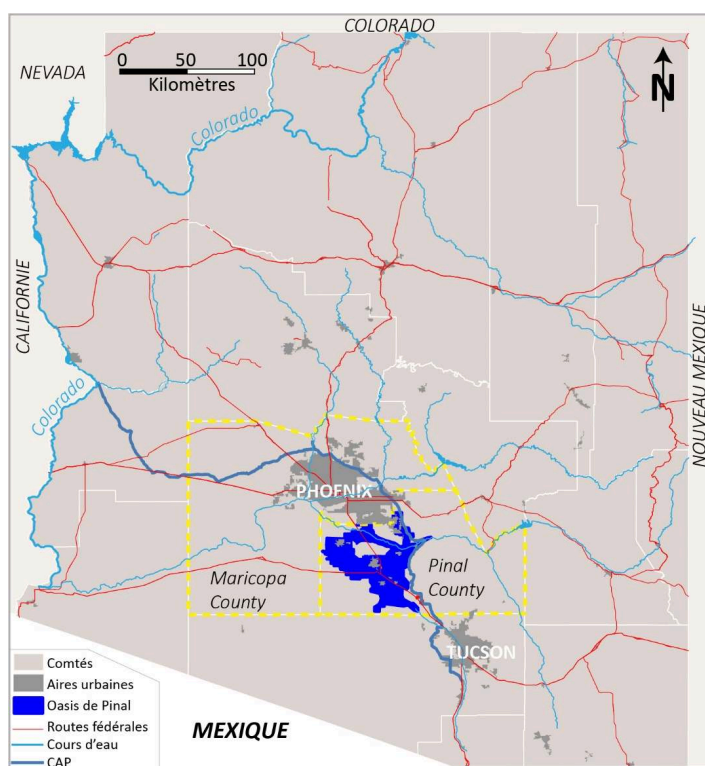 COLORADO
NEVADA
0 50 100
Kilomètres
N
Colorado
CALIFORNIE
NOUVEAU MEXIQUE
Colorado
PHOENIX
Maricopa
County
Pinal
County
TUCSON
MEXIQUE
Comtés
Aires urbaines
Oasis de Pinal
Routes fédérales
Cours d'eau
CAP